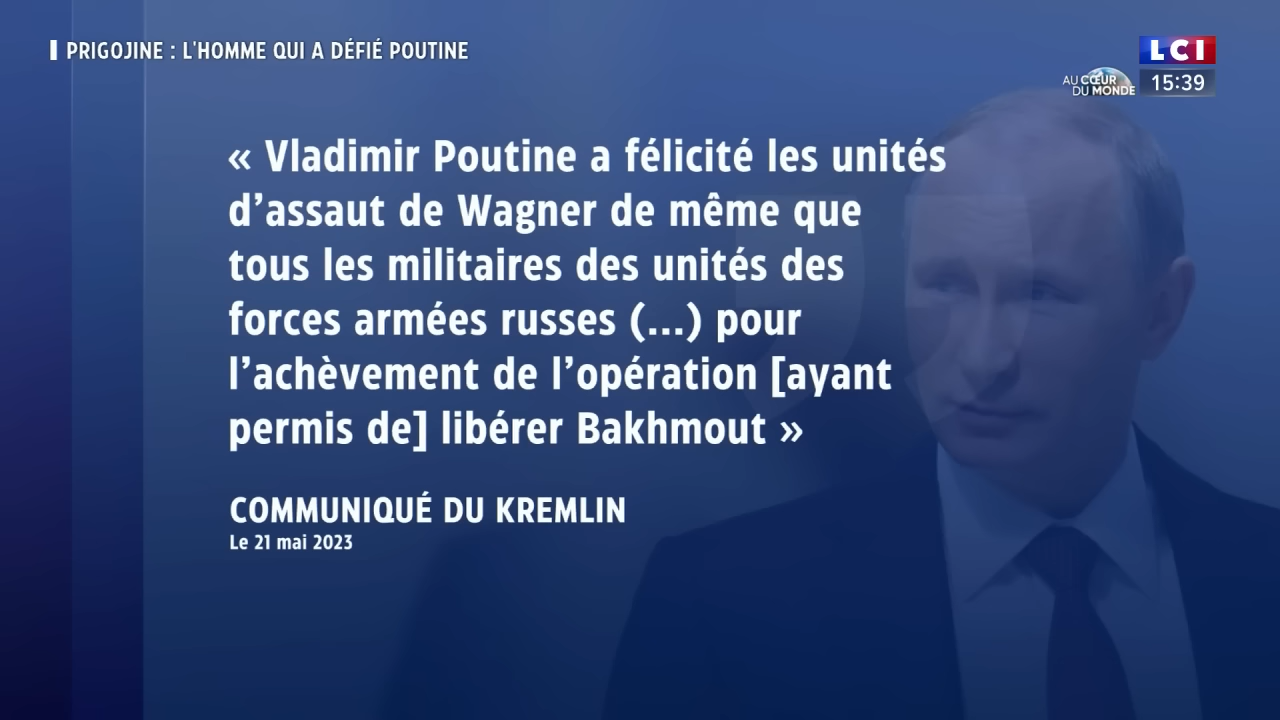 PRIGOJINE : L'HOMME QUI A DÉFIÉ POUTINE
LCI
AU CŒUR
DU MONDE
15:39
« Vladimir Poutine a félicité les unités
d’assaut de Wagner de même que
tous les militaires des unités des
forces armées russes (...) pour
l’achèvement de l’opération [ayant
permis de] libérer Bakhmout »
COMMUNIQUÉ DU KREMLIN
Le 21 mai 2023